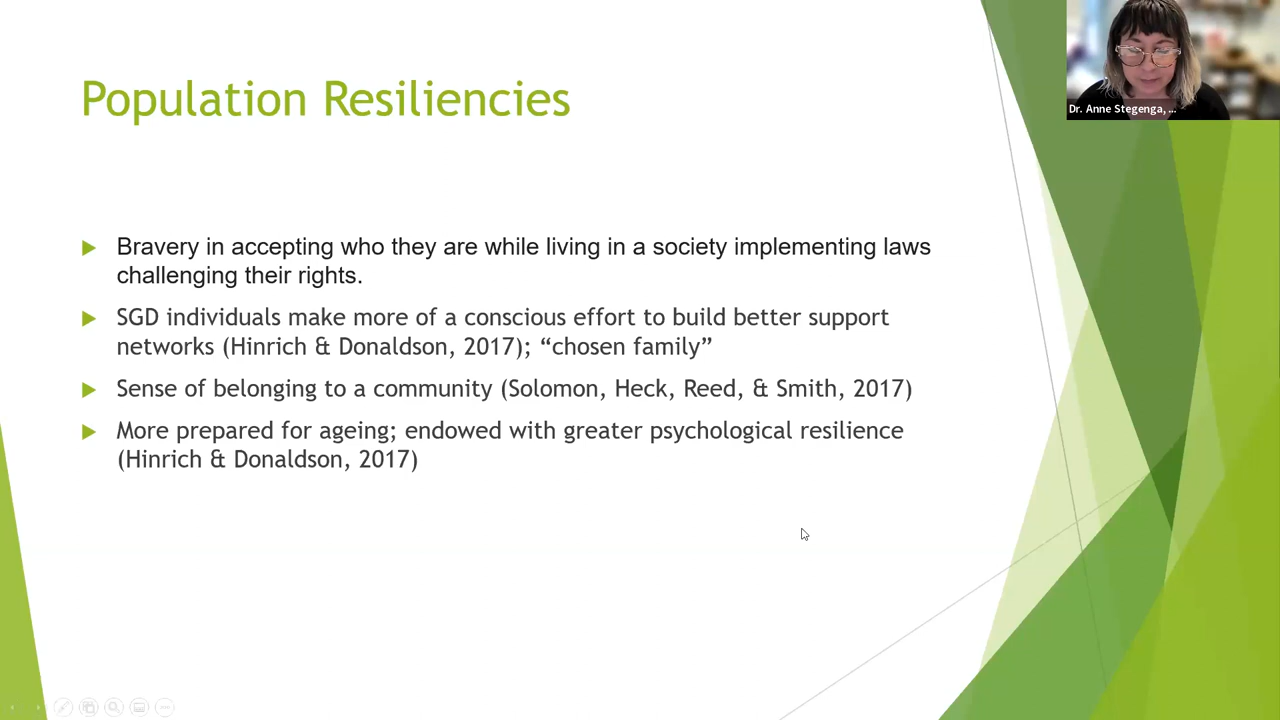 Population Resiliencies
Dr. Anne Stegenga, ...
Bravery in accepting who they are while living in a society implementing laws
challenging their rights.
SGD individuals make more of a conscious effort to build better support
networks (Hinrich & Donaldson, 2017); “chosen family”
Sense of belonging to a community (Solomon, Heck, Reed, & Smith, 2017)
More prepared for ageing; endowed with greater psychological resilience
(Hinrich & Donaldson, 2017)